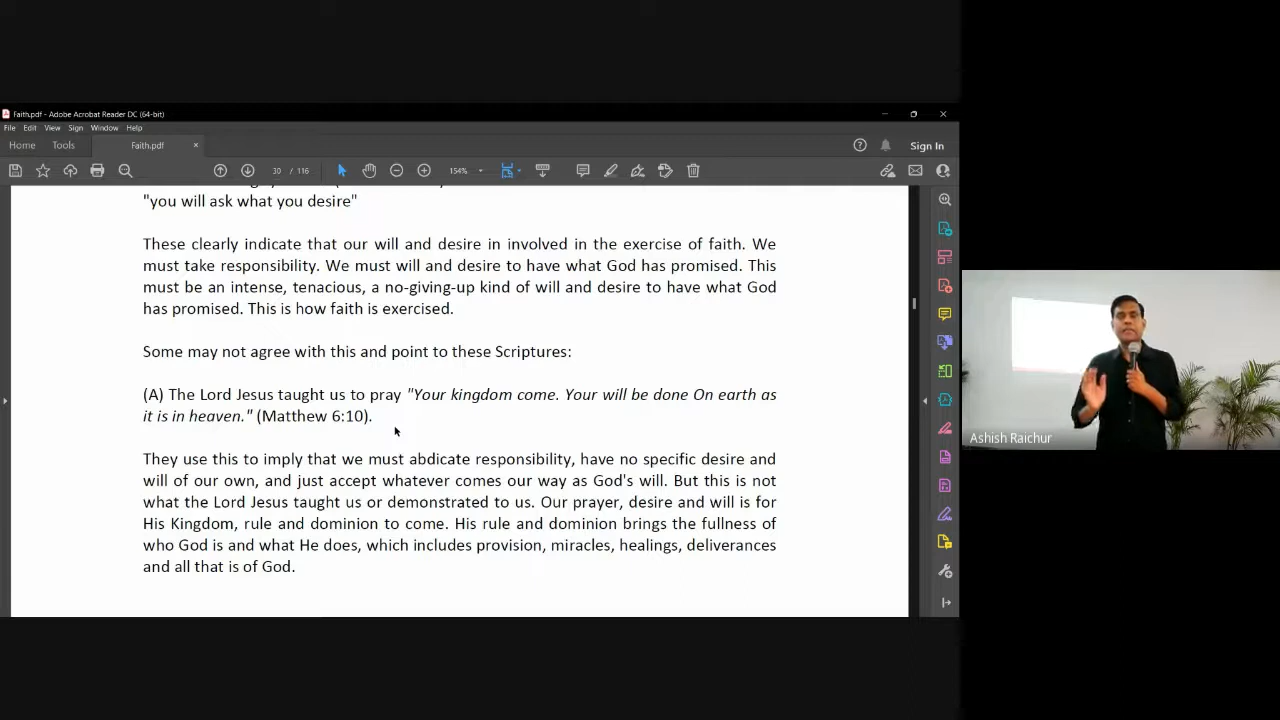 Faith.pdf - Adobe Acrobat Reader DC (64-bit)
File Edit View Sign Window Help
Home Tools Faith.pdf × Sign In
30 / 116 154%
"you will ask what you desire"
These clearly indicate that our will and desire in involved in the exercise of faith. We
must take responsibility. We must will and desire to have what God has promised. This
must be an intense, tenacious, a no-giving-up kind of will and desire to have what God
has promised. This is how faith is exercised.
Some may not agree with this and point to these Scriptures:
(A) The Lord Jesus taught us to pray "Your kingdom come. Your will be done On earth as
it is in heaven." (Matthew 6:10).
They use this to imply that we must abdicate responsibility, have no specific desire and
will of our own, and just accept whatever comes our way as God's will. But this is not
what the Lord Jesus taught us or demonstrated to us. Our prayer, desire and will is for
His Kingdom, rule and dominion to come. His rule and dominion brings the fullness of
who God is and what He does, which includes provision, miracles, healings, deliverances
and all that is of God.
Ashish Raichur